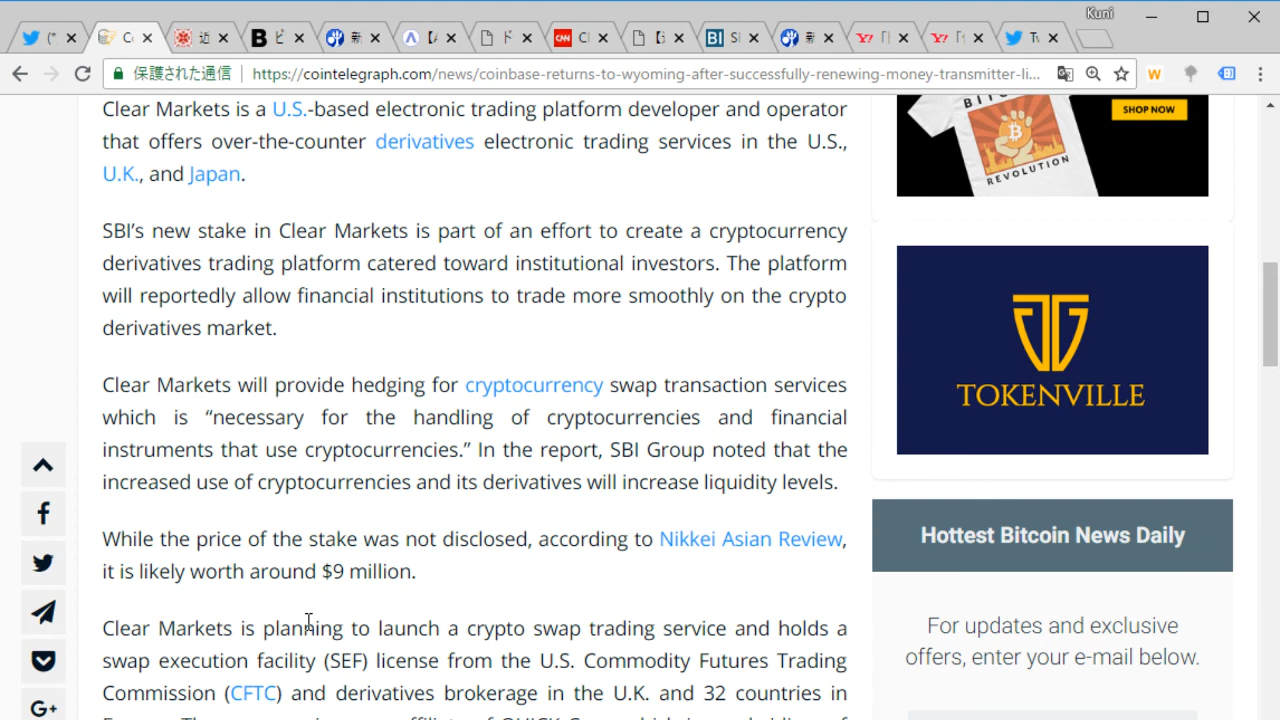 Kuni
保護された通信
https://cointelegraph.com/news/coinbase-returns-to-wyoming-after-successfully-renewing-money-transmitter-li...
Clear Markets is a U.S.-based electronic trading platform developer and operator
that offers over-the-counter derivatives electronic trading services in the U.S.,
U.K., and Japan.
SBI’s new stake in Clear Markets is part of an effort to create a cryptocurrency
derivatives trading platform catered toward institutional investors. The platform
will reportedly allow financial institutions to trade more smoothly on the crypto
derivatives market.
Clear Markets will provide hedging for cryptocurrency swap transaction services
which is “necessary for the handling of cryptocurrencies and financial
instruments that use cryptocurrencies.” In the report, SBI Group noted that the
increased use of cryptocurrencies and its derivatives will increase liquidity levels.
While the price of the stake was not disclosed, according to Nikkei Asian Review,
it is likely worth around $9 million.
Clear Markets is planning to launch a crypto swap trading service and holds a
swap execution facility (SEF) license from the U.S. Commodity Futures Trading
Commission (CFTC) and derivatives brokerage in the U.K. and 32 countries in
SHOP NOW
REVOLUTION
TOKENVILLE
Hottest Bitcoin News Daily
For updates and exclusive
offers, enter your e-mail below.